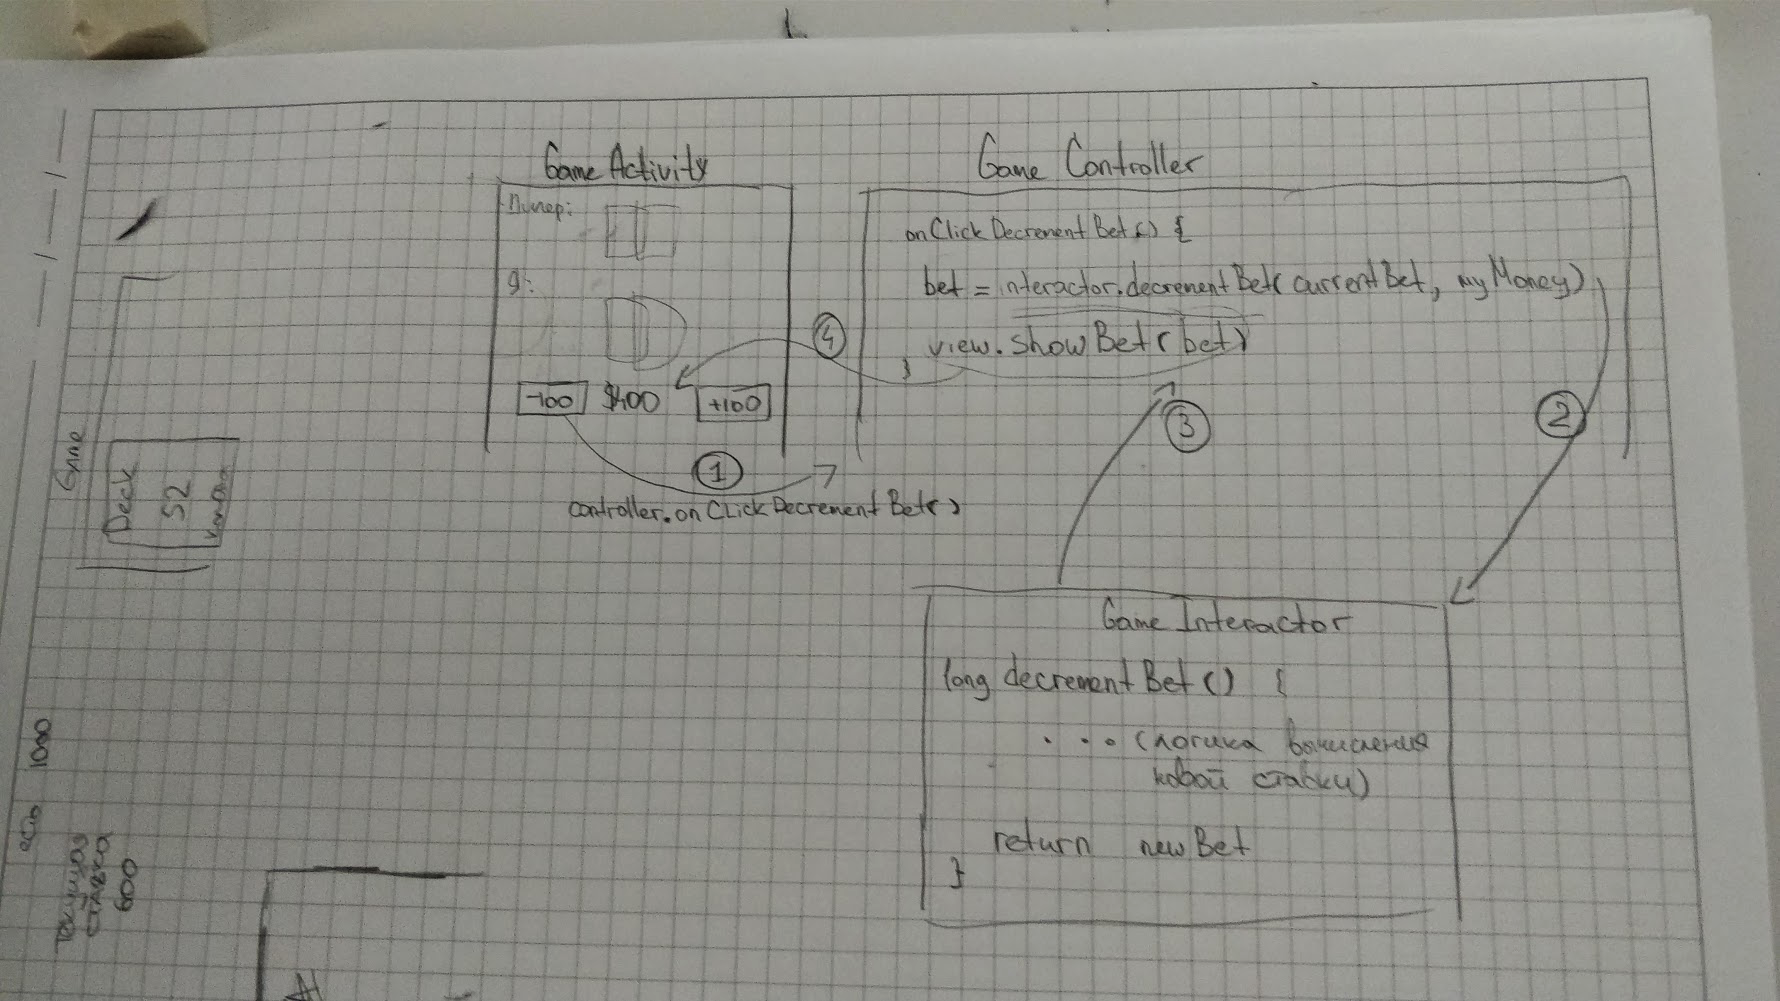 Game Activity
Дилер:
Я:
-100 $400 +100
1
controller.onClickDecrementBet()
Game Controller
onClickDecrementBet() {
bet = interactor.decrementBet(currentBet, myMoney)
view.showBet(bet)
}
4
3
2
Game Interactor
long decrementBet() {
... (логика вычисления
новой ставки)
return newBet
}
Game
Deck
52
есть 1000
текущая
ставка
600